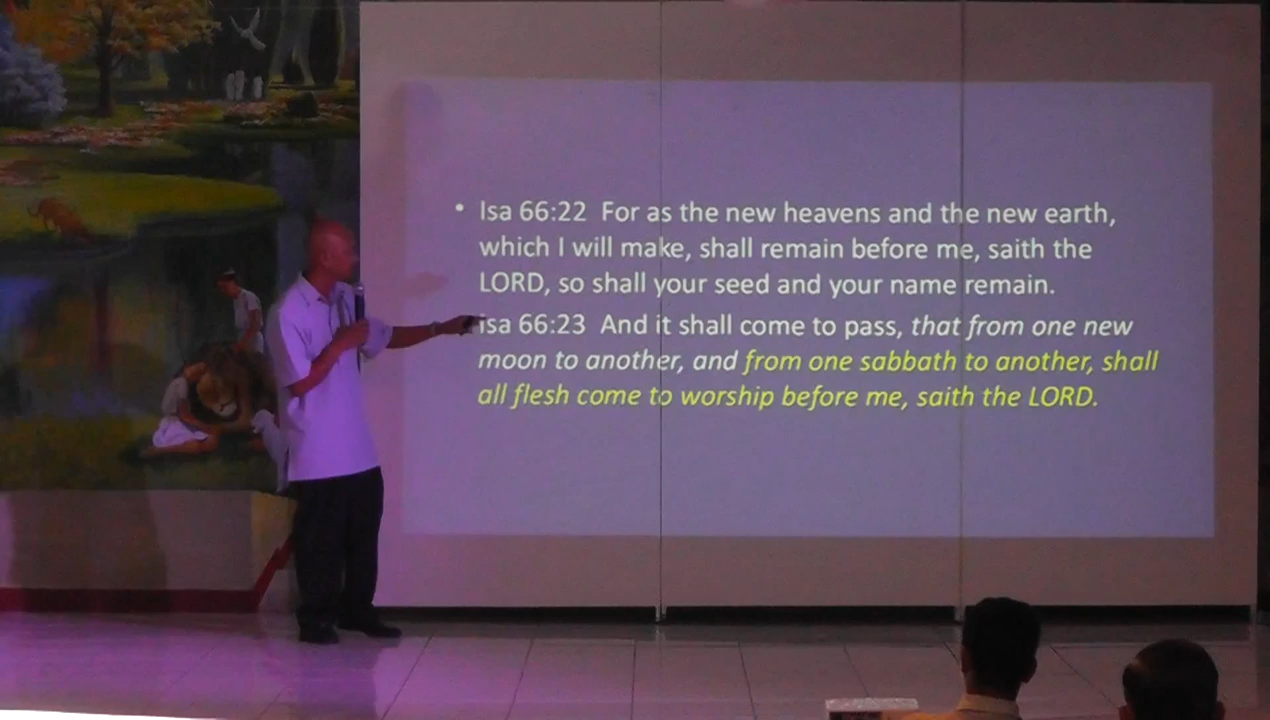 • Isa 66:22 For as the new heavens and the new earth,
which I will make, shall remain before me, saith the
LORD, so shall your seed and your name remain.
Isa 66:23 And it shall come to pass, that from one new
moon to another, and from one sabbath to another, shall
all flesh come to worship before me, saith the LORD.